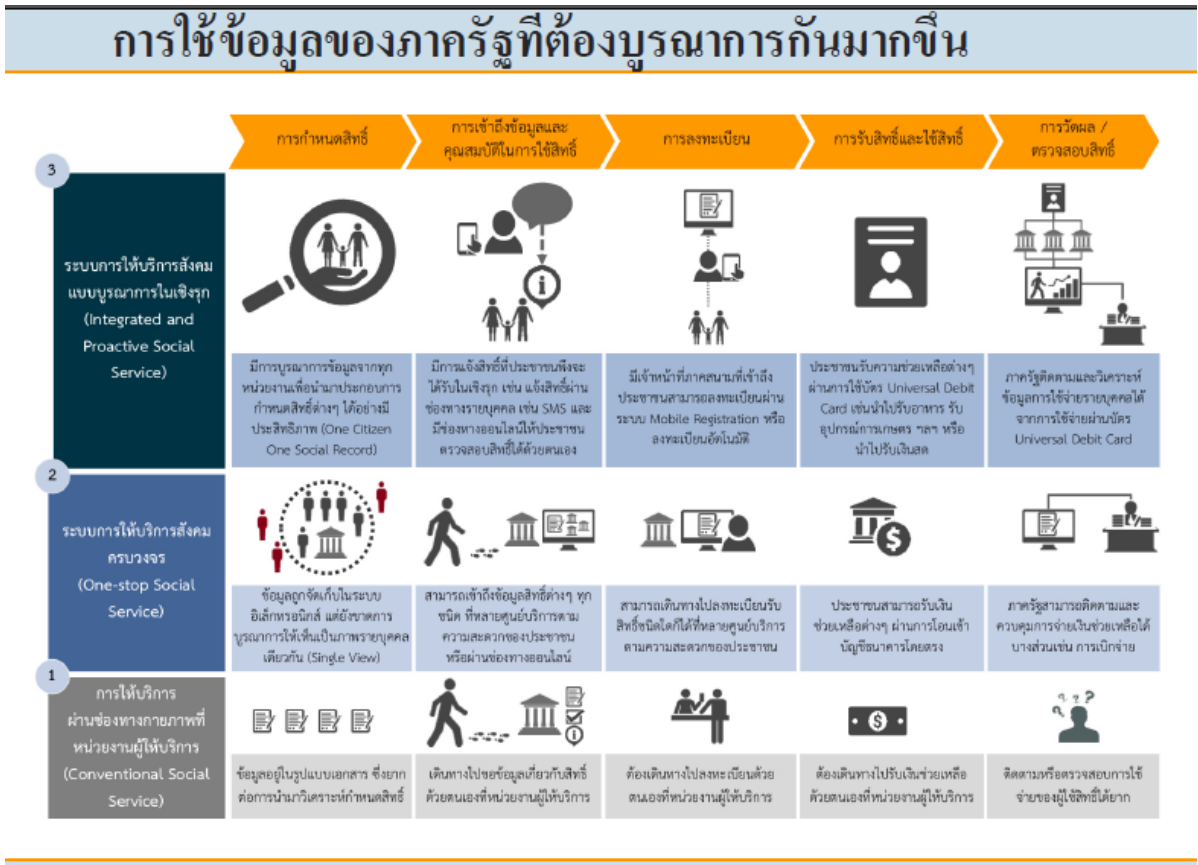 การใช้ข้อมูลของภาครัฐที่ต้องบูรณาการกันมากขึ้น
การกำหนดสิทธิ์
การเข้าถึงข้อมูลและ
คุณสมบัติในการใช้สิทธิ์
การลงทะเบียน
การรับสิทธิ์และใช้สิทธิ์
การวัดผล /
ตรวจสอบสิทธิ์
3
ระบบการให้บริการสังคม
แบบบูรณาการในเชิงรุก
(Integrated and
Proactive Social
Service)
มีการบูรณาการข้อมูลจากทุก
หน่วยงานเพื่อนำมาประกอบการ
กำหนดสิทธิ์ต่างๆ ได้อย่างมี
ประสิทธิภาพ (One Citizen
One Social Record)
มีการแจ้งสิทธิ์ที่ประชาชนพึงจะ
ได้รับในเชิงรุก เช่น แจ้งสิทธิ์ผ่าน
ช่องทางรายบุคคล เช่น SMS และ
มีช่องทางออนไลน์ให้ประชาชน
ตรวจสอบสิทธิ์ได้ด้วยตนเอง
มีเจ้าหน้าที่ภาคสนามที่เข้าถึง
ประชาชนสามารถลงทะเบียนผ่าน
ระบบ Mobile Registration หรือ
ลงทะเบียนอัตโนมัติ
ประชาชนรับความช่วยเหลือต่างๆ
ผ่านการใช้บัตร Universal Debit
Card เช่นนำไปรับอาหาร รับ
อุปกรณ์การเกษตร ฯลฯ หรือ
นำไปรับเงินสด
ภาครัฐติดตามและวิเคราะห์
ข้อมูลการใช้จ่ายรายบุคคลได้
จากการใช้จ่ายผ่านบัตร
Universal Debit Card
2
ระบบการให้บริการสังคม
ครบวงจร
(One-stop Social
Service)
ข้อมูลถูกจัดเก็บในระบบ
อิเล็กทรอนิกส์ แต่ยังขาดการ
บูรณาการให้เห็นเป็นภาพรายบุคคล
เดียวกัน (Single View)
สามารถเข้าถึงข้อมูลสิทธิ์ต่างๆ ทุก
ชนิด ที่หลายศูนย์บริการตาม
ความสะดวกของประชาชน
หรือผ่านช่องทางออนไลน์
สามารถเดินทางไปลงทะเบียนรับ
สิทธิ์ชนิดใดก็ได้ที่หลายศูนย์บริการ
ตามความสะดวกของประชาชน
ประชาชนสามารถรับเงิน
ช่วยเหลือต่างๆ ผ่านการโอนเข้า
บัญชีธนาคารโดยตรง
ภาครัฐสามารถติดตามและ
ควบคุมการจ่ายเงินช่วยเหลือได้
บางส่วนเช่น การเบิกจ่าย
1
การให้บริการ
ผ่านช่องทางกายภาพที่
หน่วยงานผู้ให้บริการ
(Conventional Social
Service)
ข้อมูลอยู่ในรูปแบบเอกสาร ซึ่งยาก
ต่อการนำมาวิเคราะห์กำหนดสิทธิ์
เดินทางไปขอข้อมูลเกี่ยวกับสิทธิ์
ด้วยตนเองที่หน่วยงานผู้ให้บริการ
ต้องเดินทางไปลงทะเบียนด้วย
ตนเองที่หน่วยงานผู้ให้บริการ
ต้องเดินทางไปรับเงินช่วยเหลือ
ด้วยตนเองที่หน่วยงานผู้ให้บริการ
ติดตามหรือตรวจสอบการใช้
จ่ายของผู้ใช้สิทธิ์ได้ยาก